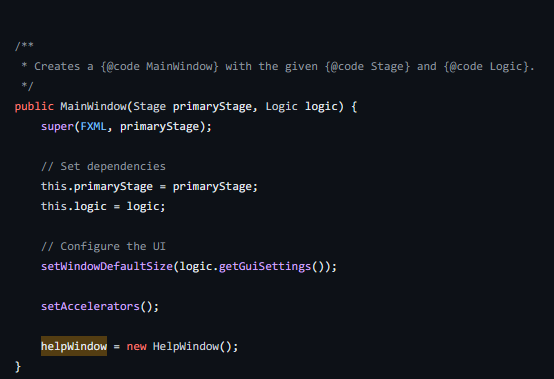 /**
 * Creates a {@code MainWindow} with the given {@code Stage} and {@code Logic}.
 */
public MainWindow(Stage primaryStage, Logic logic) {
    super(FXML, primaryStage);

    // Set dependencies
    this.primaryStage = primaryStage;
    this.logic = logic;

    // Configure the UI
    setWindowDefaultSize(logic.getGuiSettings());

    setAccelerators();

    helpWindow = new HelpWindow();
}